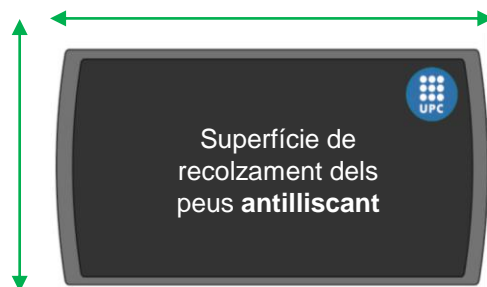 UPC
Superfície de
recolzament dels
peus antilliscant